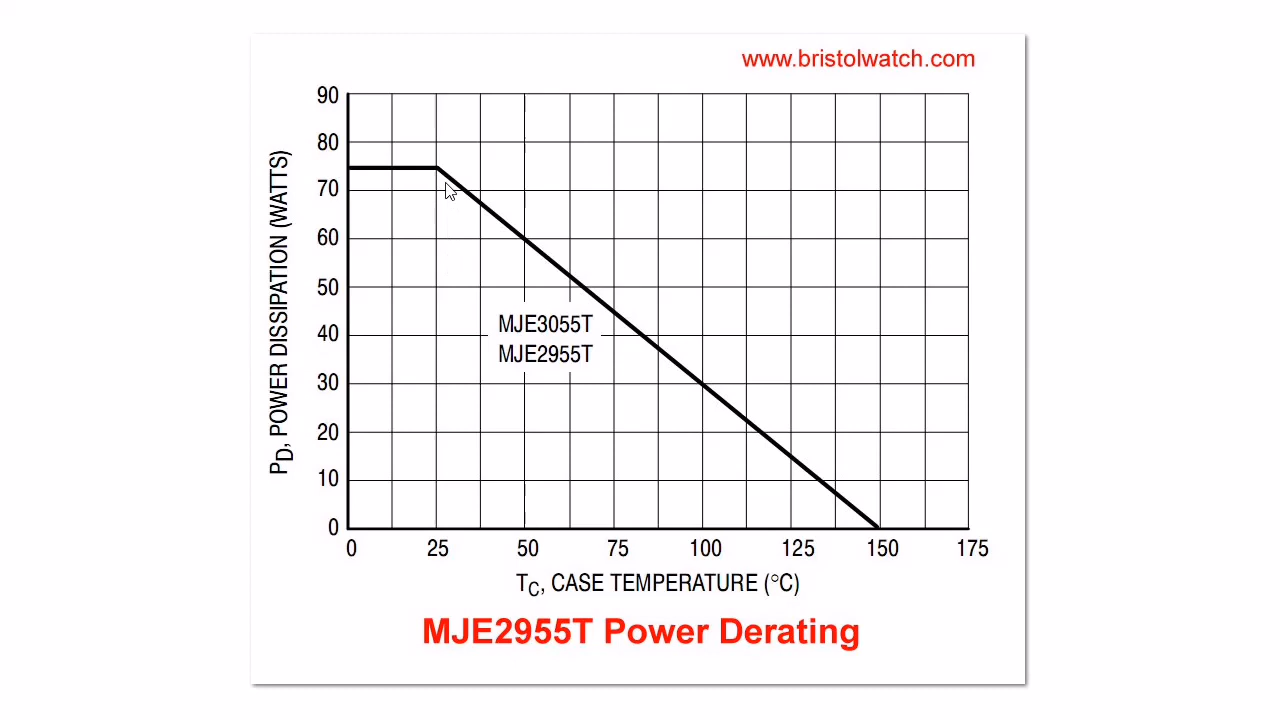 www.bristolwatch.com
90
80
70
60
50
40
30
20
10
0
PD, POWER DISSIPATION (WATTS)
MJE3055T
MJE2955T
0 25 50 75 100 125 150 175
TC, CASE TEMPERATURE (°C)
MJE2955T Power Derating